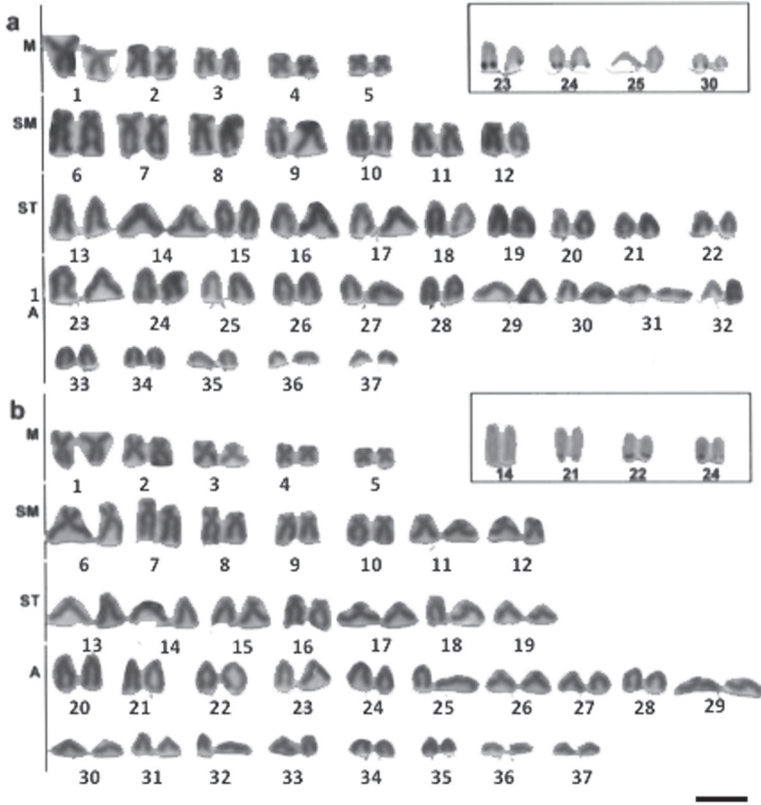 a
M
1 2 3 4 5
23 24 25 30
SM
6 7 8 9 10 11 12
ST
13 14 15 16 17 18 19 20 21 22
1
A
23 24 25 26 27 28 29 30 31 32
33 34 35 36 37
b
M
1 2 3 4 5
14 21 22 24
SM
6 7 8 9 10 11 12
ST
13 14 15 16 17 18 19
A
20 21 22 23 24 25 26 27 28 29
30 31 32 33 34 35 36 37